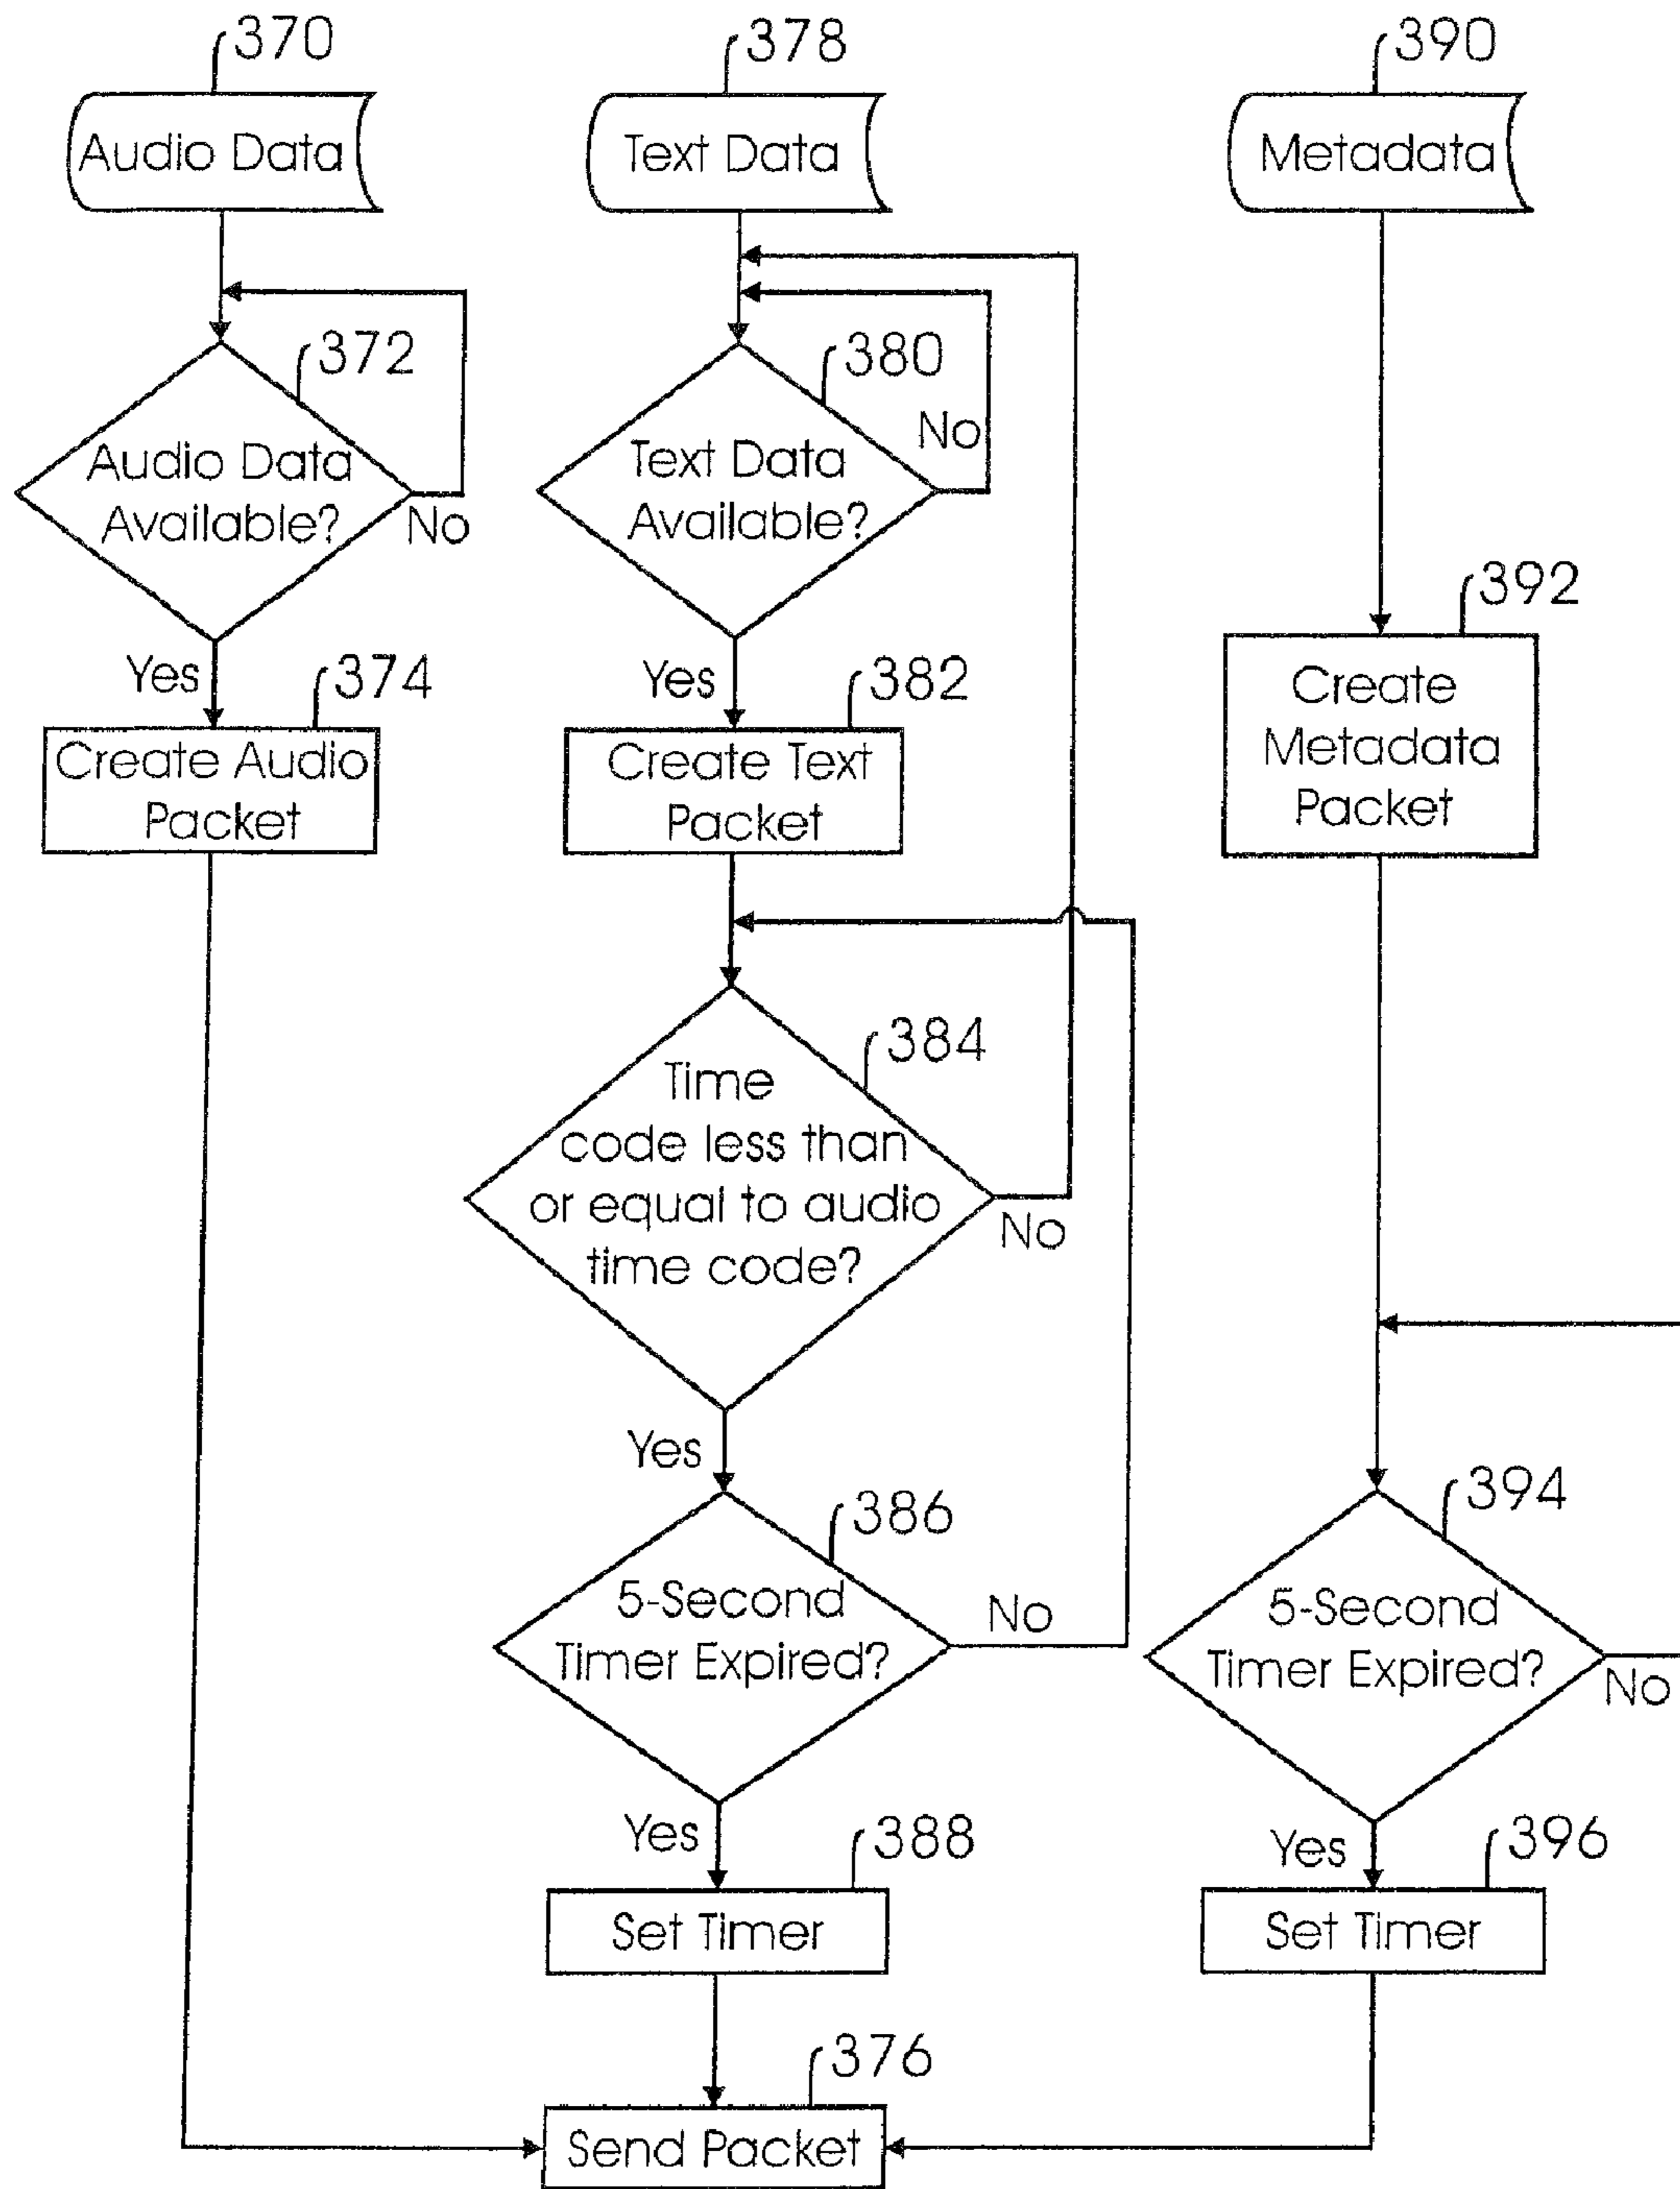 370
378
390
Audio Data
Text Data
Metadata
372
380
Audio Data
Available?
No
Text Data
Available?
No
392
Yes
374
Yes
382
Create Audio
Packet
Create Text
Packet
Create
Metadata
Packet
384
Time
code less than
or equal to audio
time code?
No
Yes
386
394
5-Second
Timer Expired?
No
5-Second
Timer Expired?
No
Yes
388
Yes
396
Set Timer
Set Timer
376
Send Packet